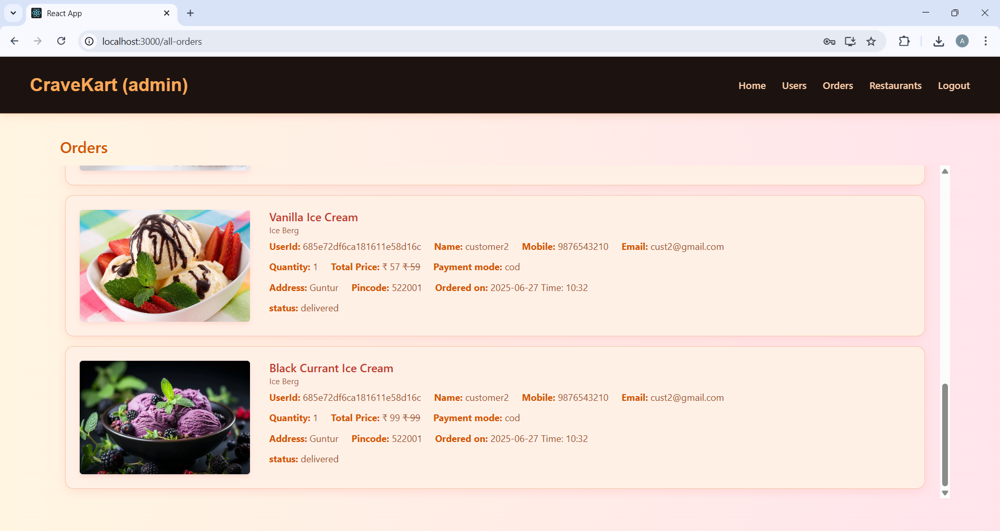 React App
localhost:3000/all-orders
A
CraveKart (admin)
Home Users Orders Restaurants Logout
Orders
Vanilla Ice Cream
Ice Berg
UserId: 685e72df6ca181611e58d16c Name: customer2 Mobile: 9876543210 Email: cust2@gmail.com
Quantity: 1 Total Price: ₹ 57 ₹ 59 Payment mode: cod
Address: Guntur Pincode: 522001 Ordered on: 2025-06-27 Time: 10:32
status: delivered
Black Currant Ice Cream
Ice Berg
UserId: 685e72df6ca181611e58d16c Name: customer2 Mobile: 9876543210 Email: cust2@gmail.com
Quantity: 1 Total Price: ₹ 99 ₹ 99 Payment mode: cod
Address: Guntur Pincode: 522001 Ordered on: 2025-06-27 Time: 10:32
status: delivered